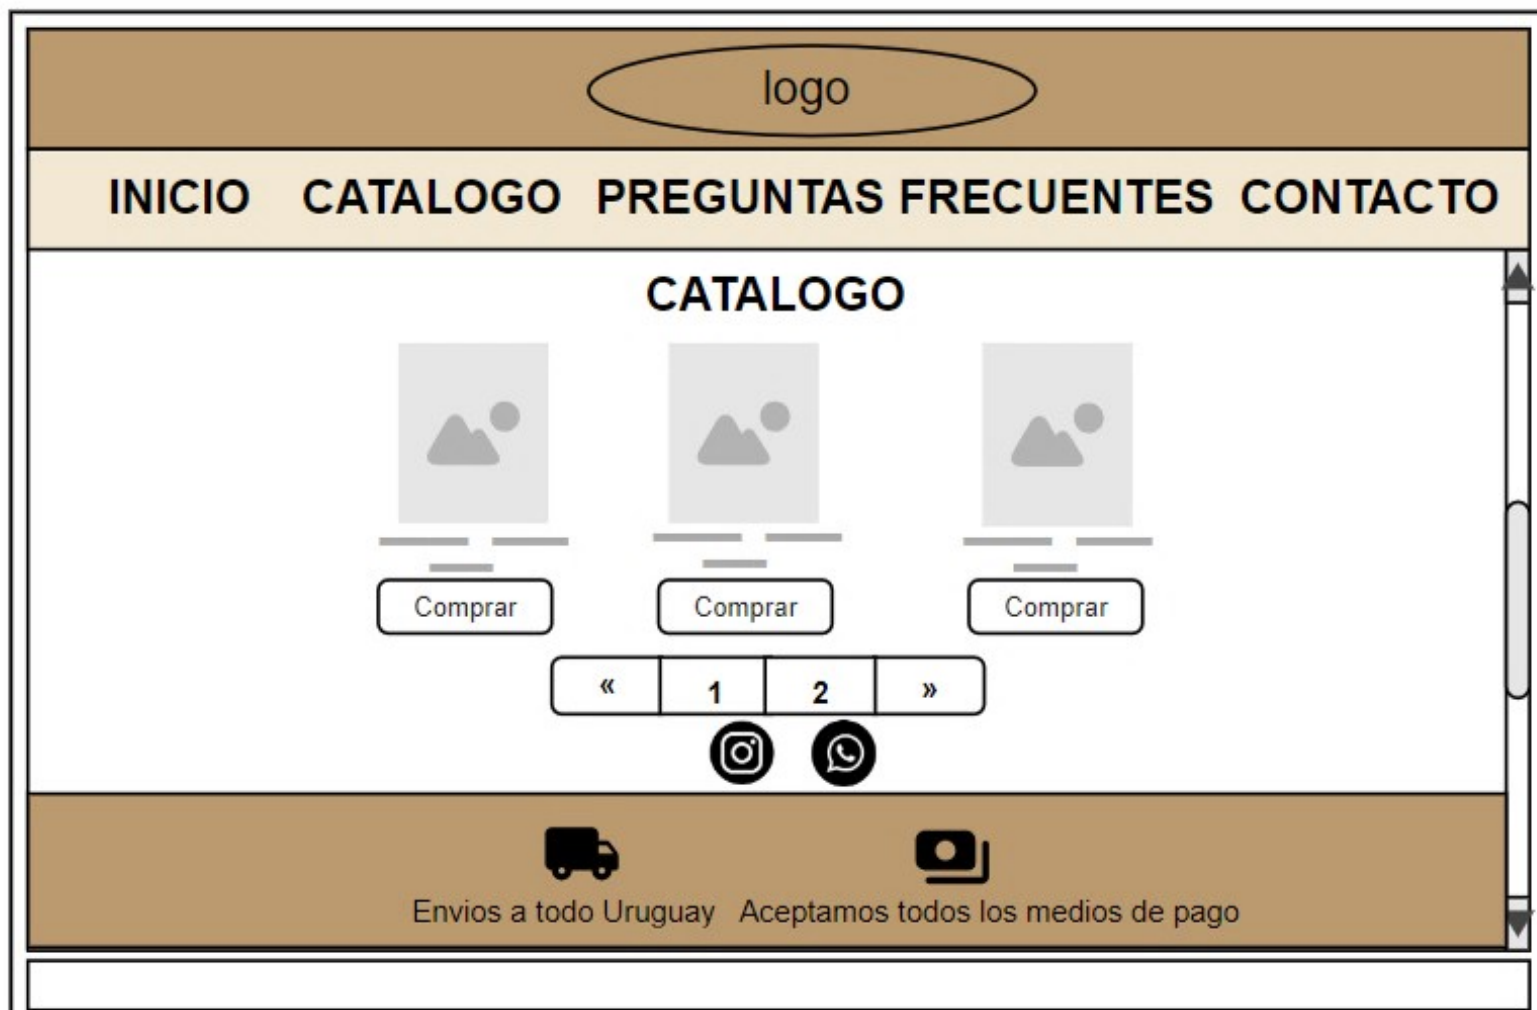 logo
INICIO CATALOGO PREGUNTAS FRECUENTES CONTACTO
CATALOGO
Comprar Comprar Comprar
« 1 2 »
Envios a todo Uruguay Aceptamos todos los medios de pago